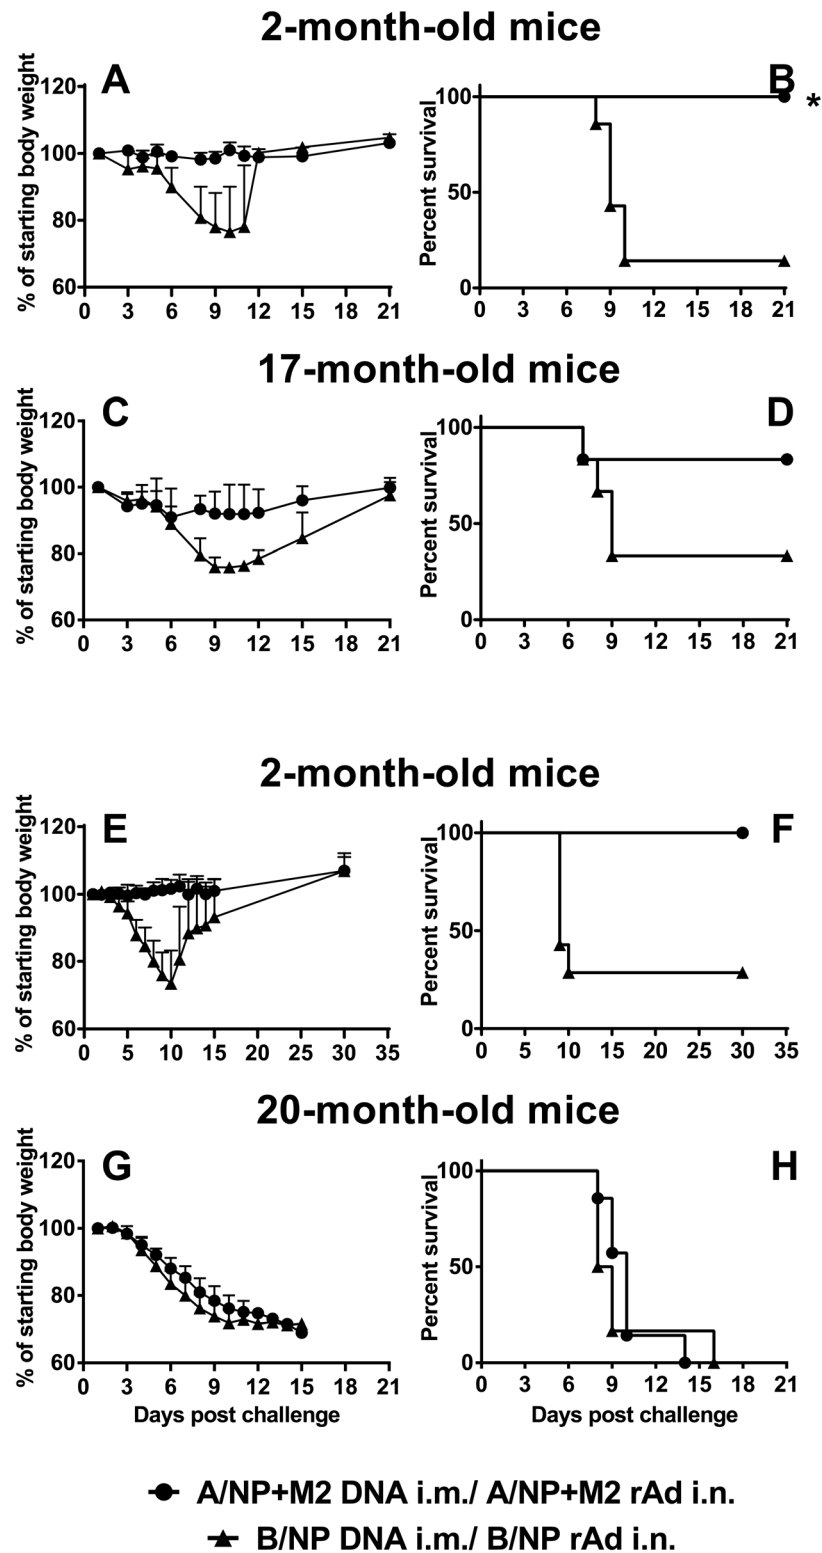 2-month-old mice
A
B
% of starting body weight
120
100
80
60
0 3 6 9 12 15 18 21
Percent survival
100
50
0
0 3 6 9 12 15 18 21
*
17-month-old mice
C
D
% of starting body weight
120
100
80
60
0 3 6 9 12 15 18 21
Percent survival
100
50
0
0 3 6 9 12 15 18 21
2-month-old mice
E
F
% of starting body weight
120
100
80
60
0 5 10 15 20 25 30 35
Percent survival
100
50
0
0 5 10 15 20 25 30 35
20-month-old mice
G
H
% of starting body weight
120
100
80
60
0 3 6 9 12 15 18 21
Days post challenge
Percent survival
100
50
0
0 3 6 9 12 15 18 21
Days post challenge
A/NP+M2 DNA i.m./ A/NP+M2 rAd i.n.
B/NP DNA i.m./ B/NP rAd i.n.